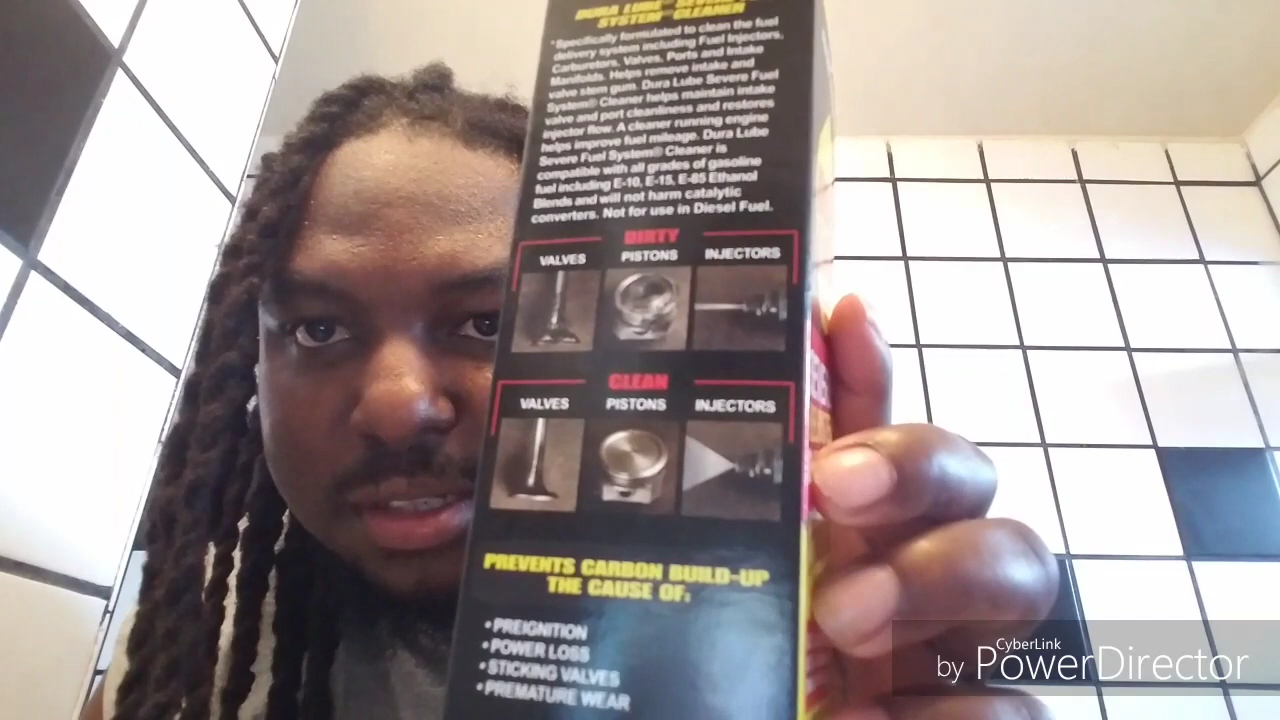 DURA LUBE
SYSTEM CLEANER
*Specifically formulated to clean the fuel
delivery system including Fuel Injectors,
Carburetors, Valves, Ports and Intake
Manifolds. Helps remove intake and
valve stem gum. Dura Lube Severe Fuel
System® Cleaner helps maintain intake
valve and port cleanliness and restores
injector flow. A cleaner running engine
helps improve fuel mileage. Dura Lube
Severe Fuel System® Cleaner is
compatible with all grades of gasoline
fuel including E-10, E-15, E-85 Ethanol
Blends and will not harm catalytic
converters. Not for use in Diesel Fuel.
DIRTY
VALVES PISTONS INJECTORS
CLEAN
VALVES PISTONS INJECTORS
PREVENTS CARBON BUILD-UP
THE CAUSE OF:
•PREIGNITION
•POWER LOSS
•STICKING VALVES
•PREMATURE WEAR
CyberLink
by PowerDirector